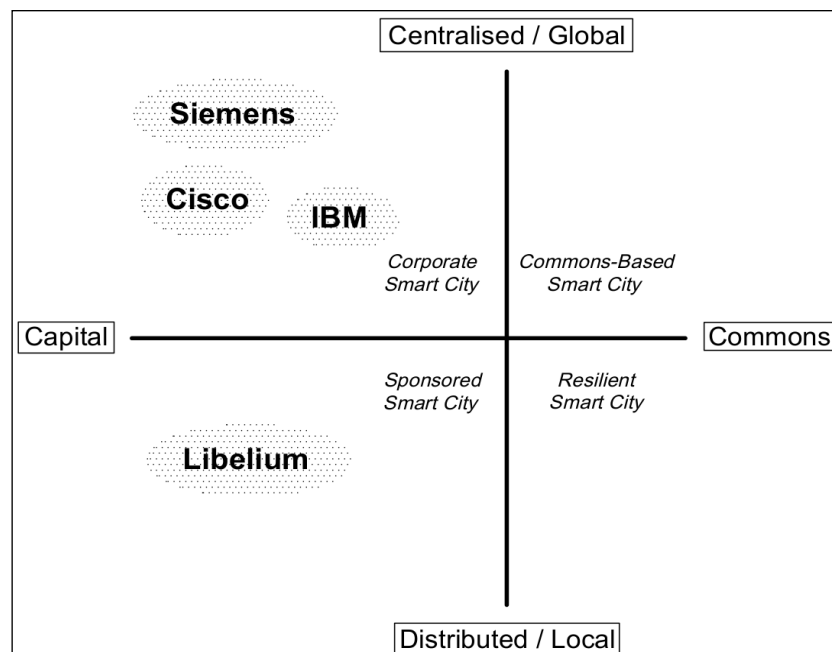 Centralised / Global
Siemens
Cisco
IBM
Corporate
Smart City
Commons-Based
Smart City
Capital
Commons
Sponsored
Smart City
Resilient
Smart City
Libelium
Distributed / Local